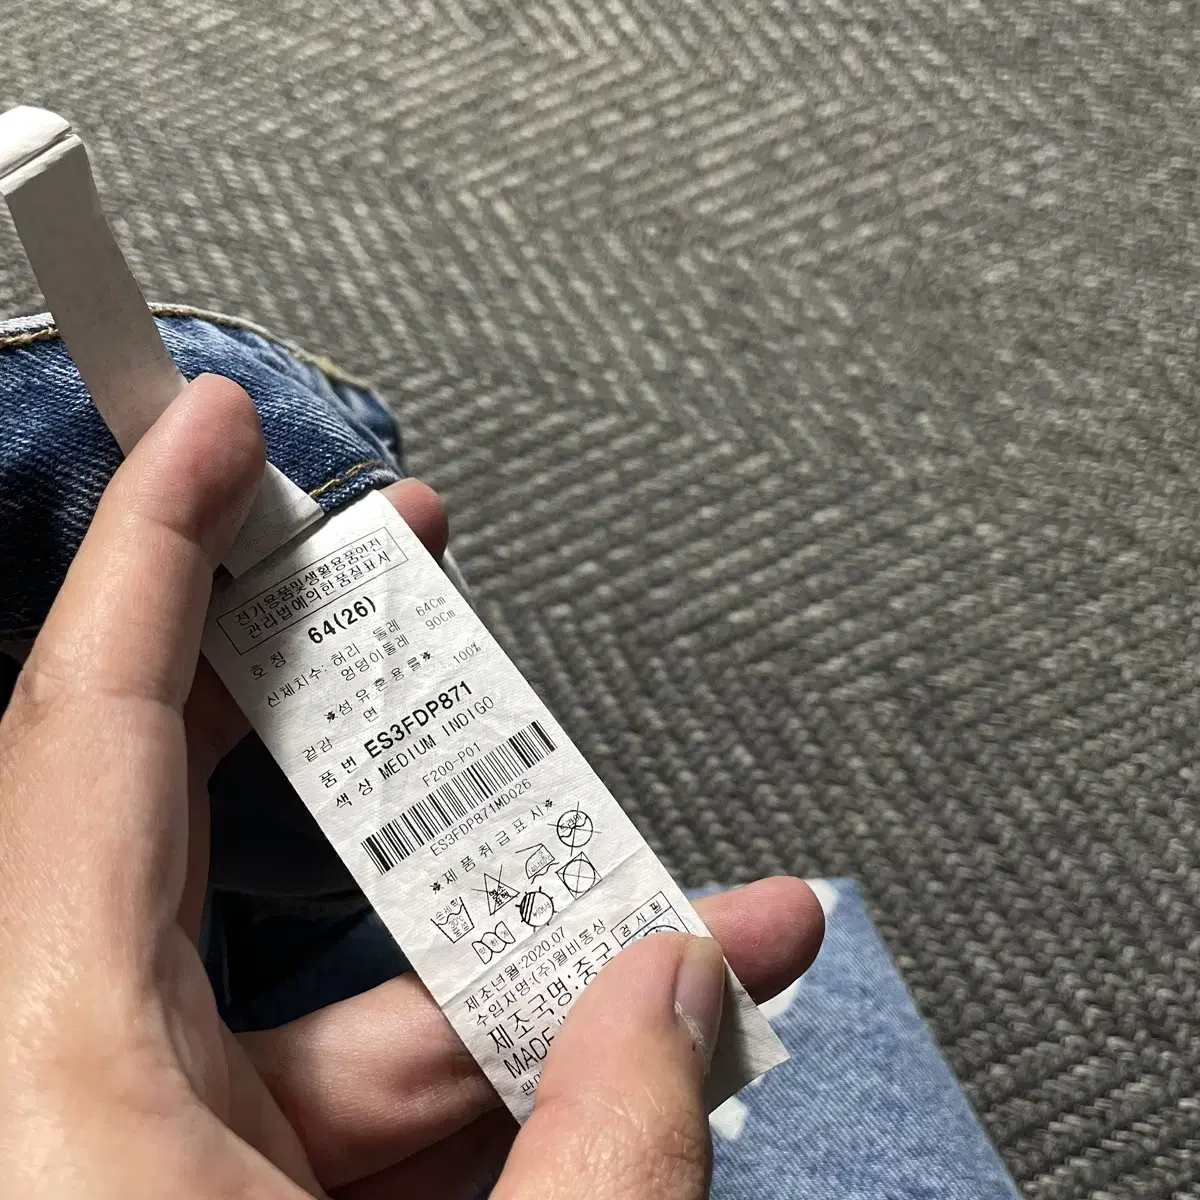 전기용품및생활용품안전
관리법에의한품질표시
호 칭 64(26)
신체치수: 허리 둘레 64Cm
엉덩이둘레 90Cm
*섬 유 혼 용 률*
겉감 면 100%
품 번 ES3FDP871
색 상 MEDIUM INDIGO
F200-P01
ES3FDP871MD026
*제 품 취 급 표 시*
제조년월:2020.07
수입자명:(주)월비통상
제조국명:중국
MADE